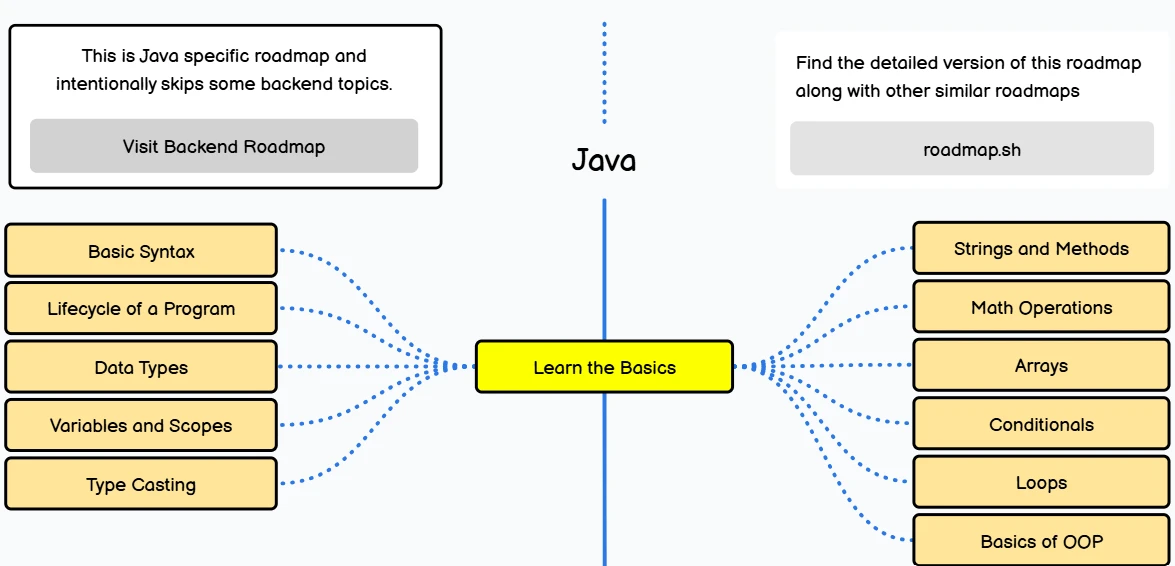 This is Java specific roadmap and
intentionally skips some backend topics.
Visit Backend Roadmap
Java
Find the detailed version of this roadmap
along with other similar roadmaps
roadmap.sh
Basic Syntax
Lifecycle of a Program
Data Types
Variables and Scopes
Type Casting
Learn the Basics
Strings and Methods
Math Operations
Arrays
Conditionals
Loops
Basics of OOP